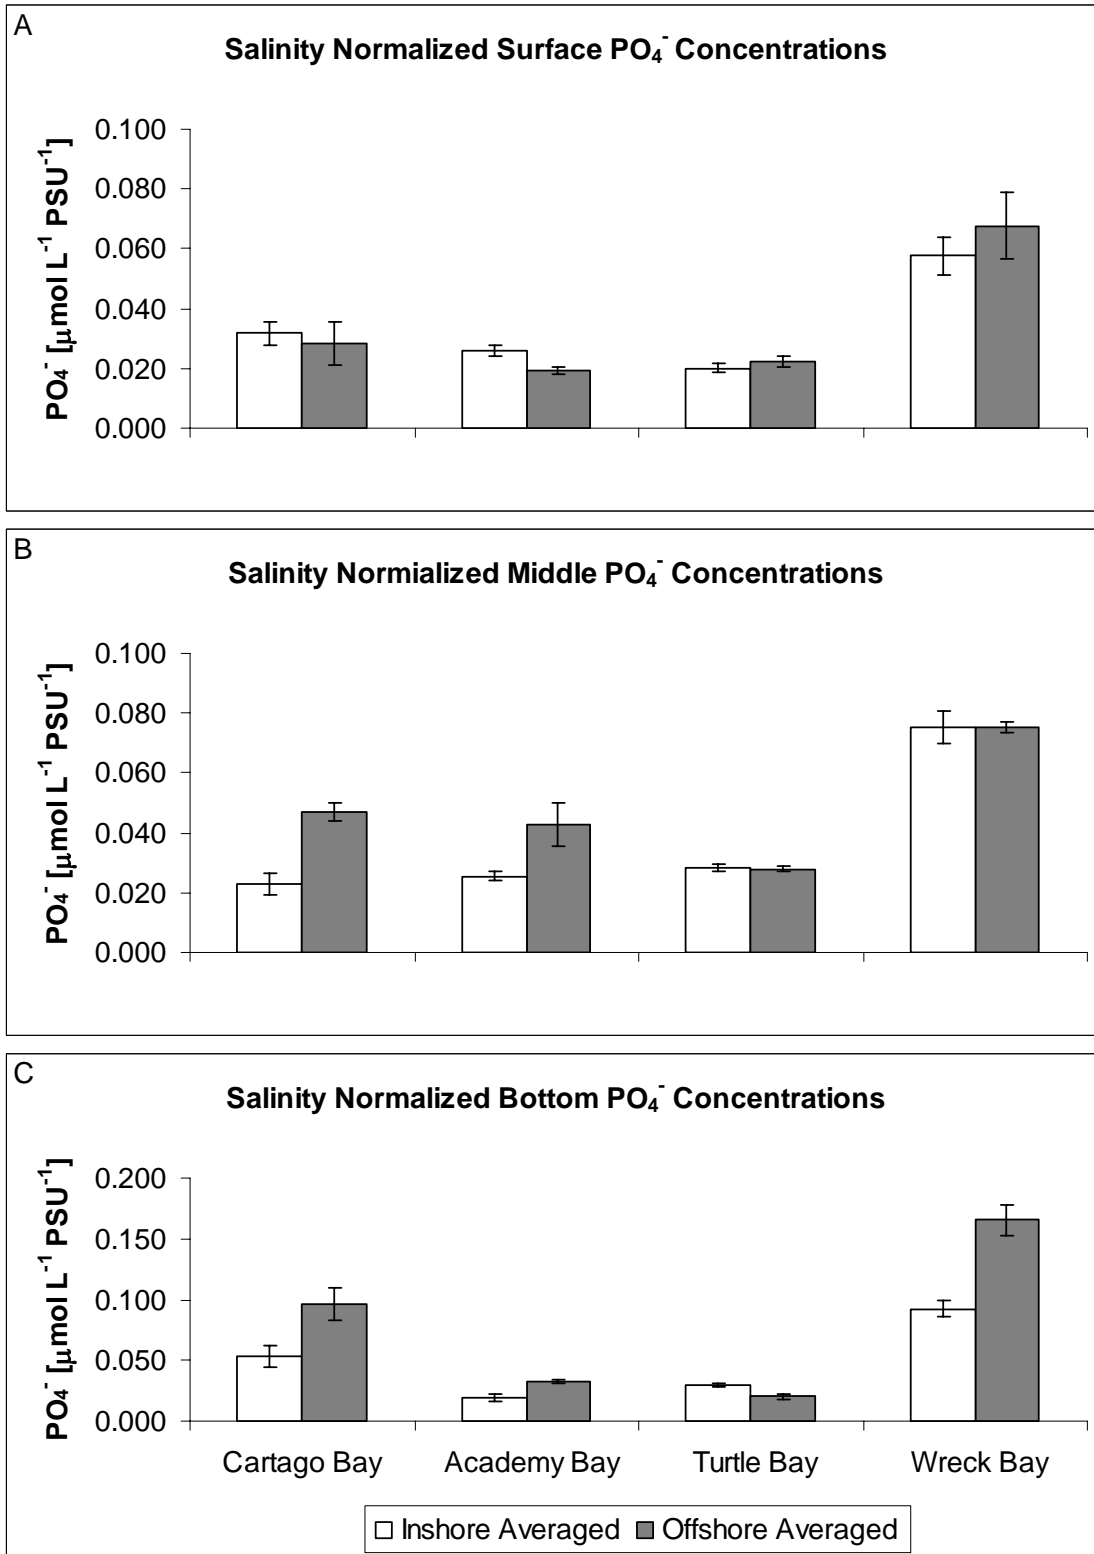 A
Salinity Normalized Surface PO₄⁻ Concentrations
PO₄⁻ [μmol L⁻¹ PSU⁻¹]
0.100
0.080
0.060
0.040
0.020
0.000
B
Salinity Normialized Middle PO₄⁻ Concentrations
PO₄⁻ [μmol L⁻¹ PSU⁻¹]
0.100
0.080
0.060
0.040
0.020
0.000
C
Salinity Normalized Bottom PO₄⁻ Concentrations
PO₄⁻ [μmol L⁻¹ PSU⁻¹]
0.200
0.150
0.100
0.050
0.000
Cartago Bay Academy Bay Turtle Bay Wreck Bay
Inshore Averaged Offshore Averaged